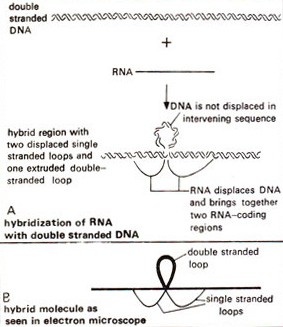 double
stranded
DNA
+
RNA
DNA is not displaced in
intervening sequence
hybrid region with
two displaced single
stranded loops and
one extruded double-
stranded loop
RNA displaces DNA
and brings together
two RNA-coding
regions
A
hybridization of RNA
with double stranded DNA
double stranded
loop
B
hybrid molecule as
seen in electron microscope
single stranded
loops